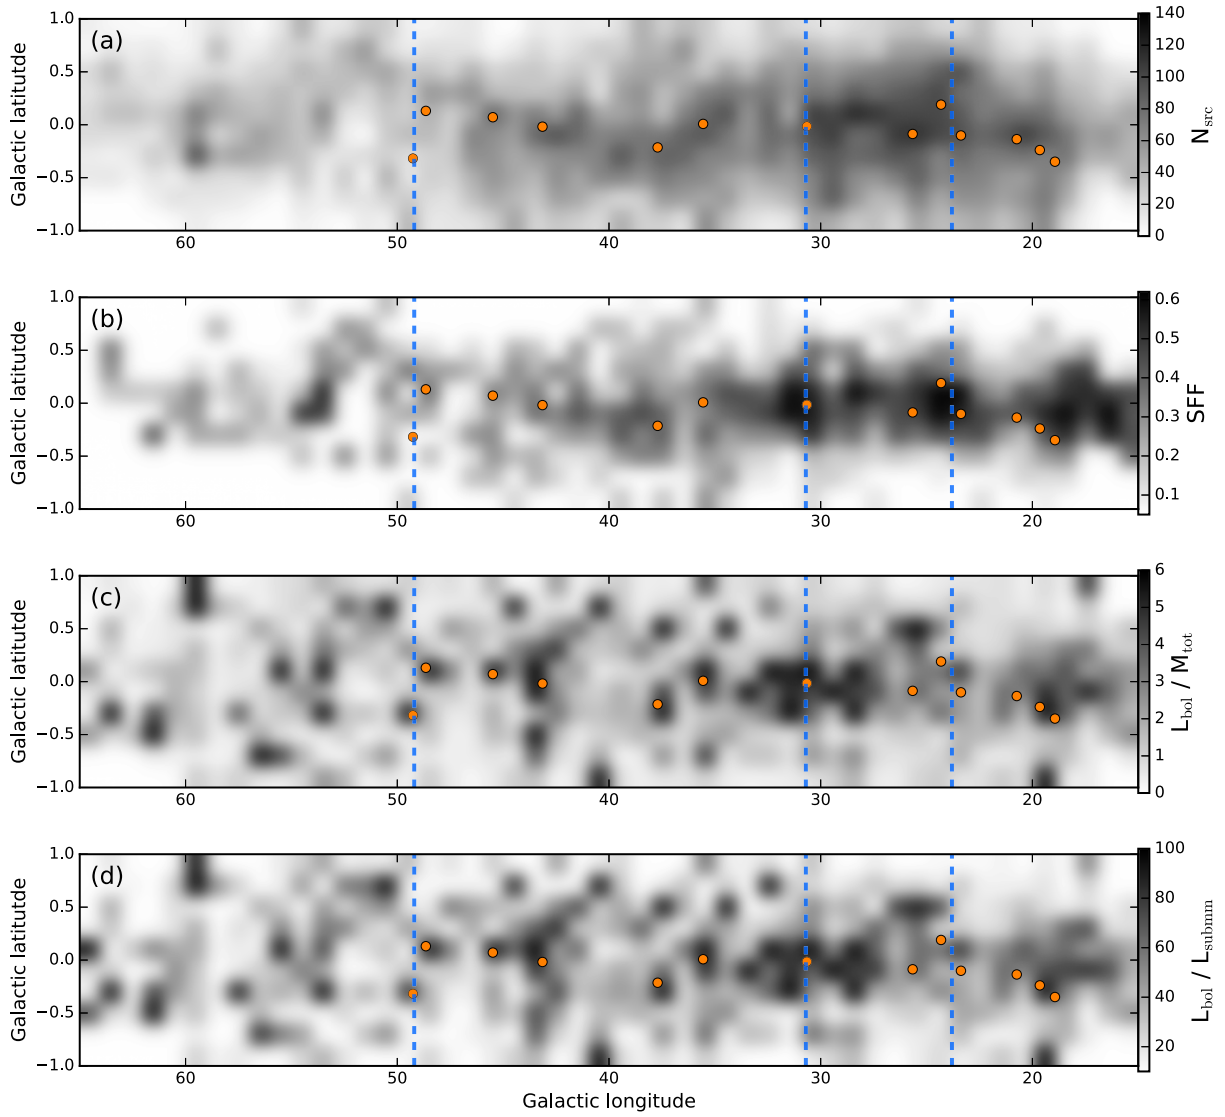 (a)
Galactic latitutde
1.0
0.5
0.0
−0.5
−1.0
60 50 40 30 20
140
120
100
80
60
40
20
0
N_src
(b)
Galactic latitutde
1.0
0.5
0.0
−0.5
−1.0
60 50 40 30 20
0.6
0.5
0.4
0.3
0.2
0.1
SFF
(c)
Galactic latitutde
1.0
0.5
0.0
−0.5
−1.0
60 50 40 30 20
6
5
4
3
2
1
0
L_bol / M_tot
(d)
Galactic latitutde
1.0
0.5
0.0
−0.5
−1.0
60 50 40 30 20
100
80
60
40
20
L_bol / L_submm
Galactic longitude